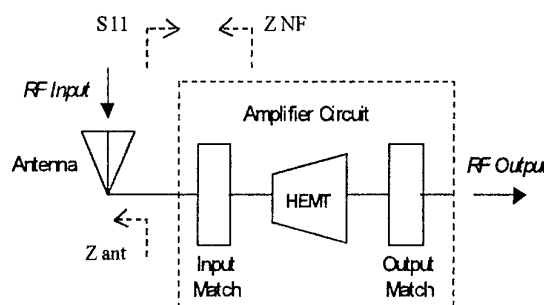 S11
Z NF
RF Input
Amplifier Circuit
Antenna
HEMT
RF Output
Z ant
Input
Match
Output
Match